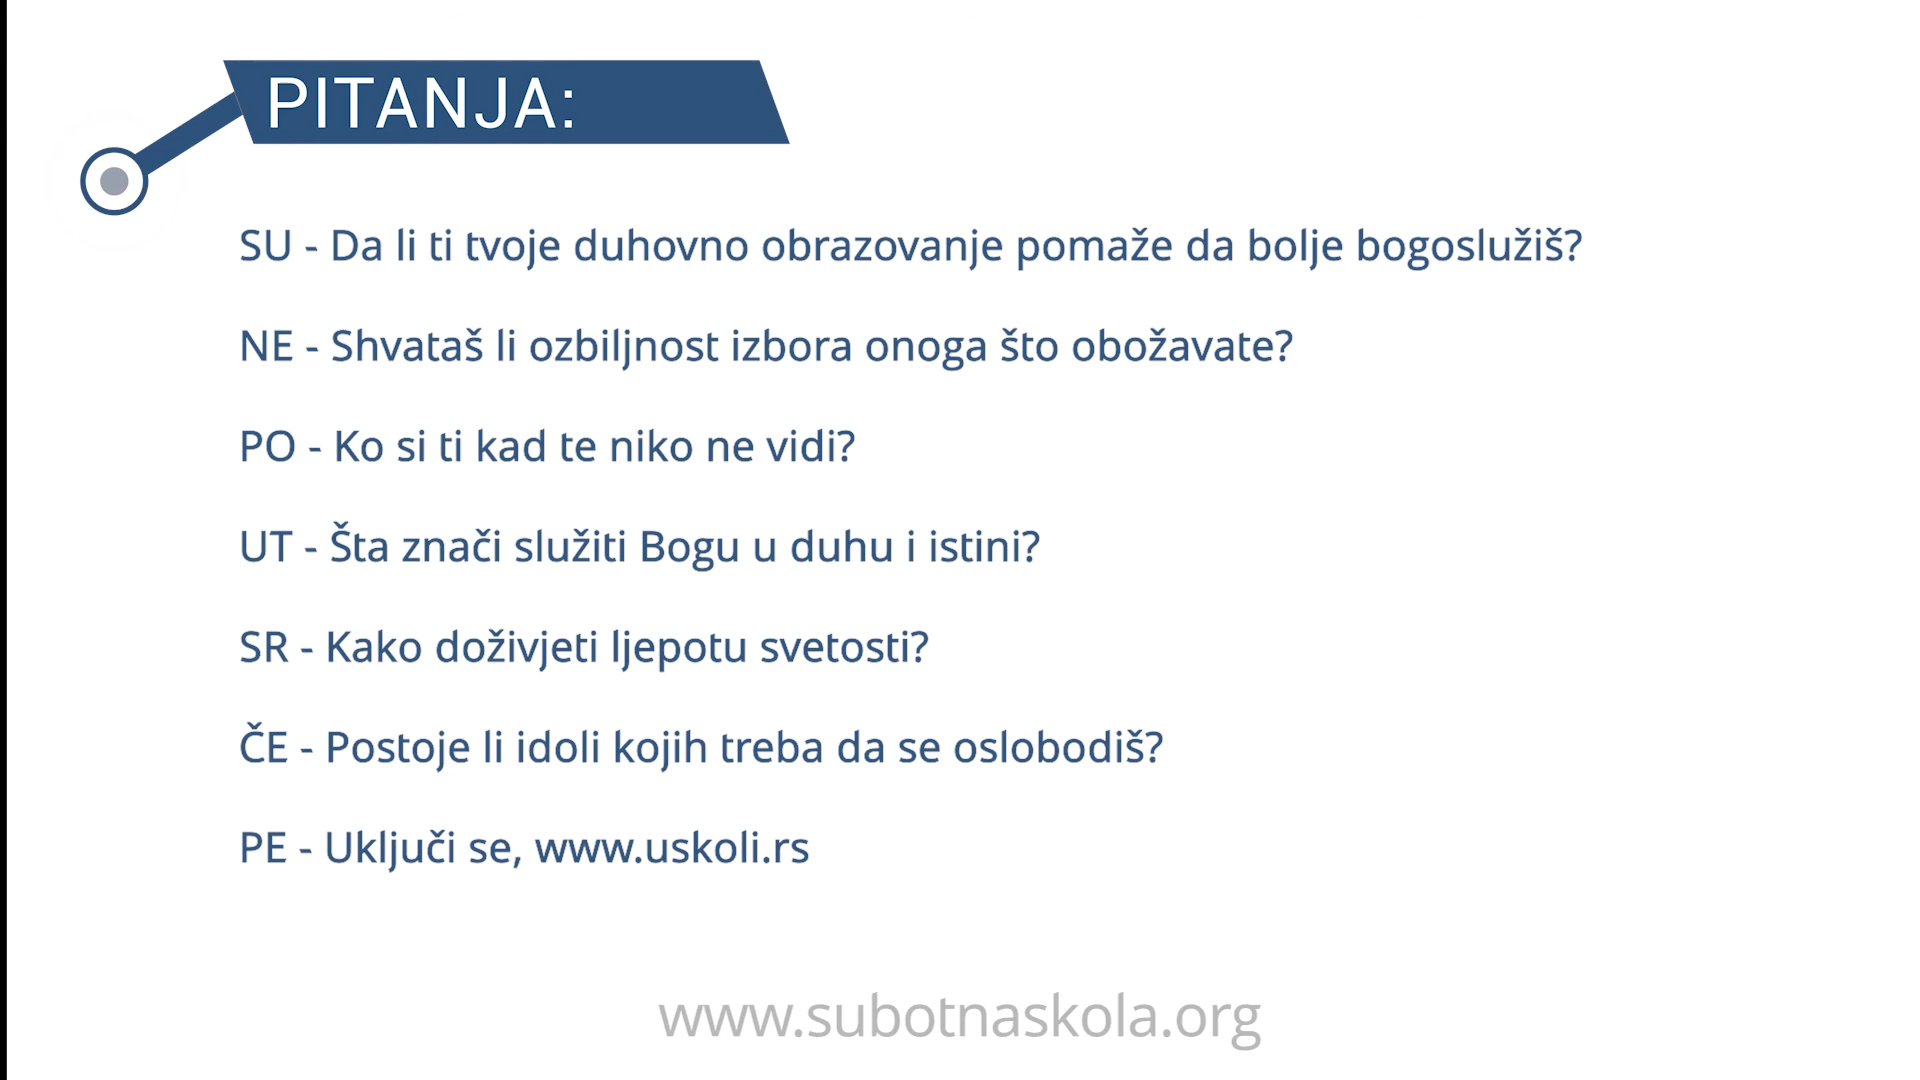 PITANJA:
SU - Da li ti tvoje duhovno obrazovanje pomaže da bolje bogoslužiš?
NE - Shvataš li ozbiljnost izbora onoga što obožavate?
PO - Ko si ti kad te niko ne vidi?
UT - Šta znači služiti Bogu u duhu i istini?
SR - Kako doživjeti ljepotu svetosti?
ČE - Postoje li idoli kojih treba da se oslobodiš?
PE - Uključi se, www.uskoli.rs
www.subotnaskola.org